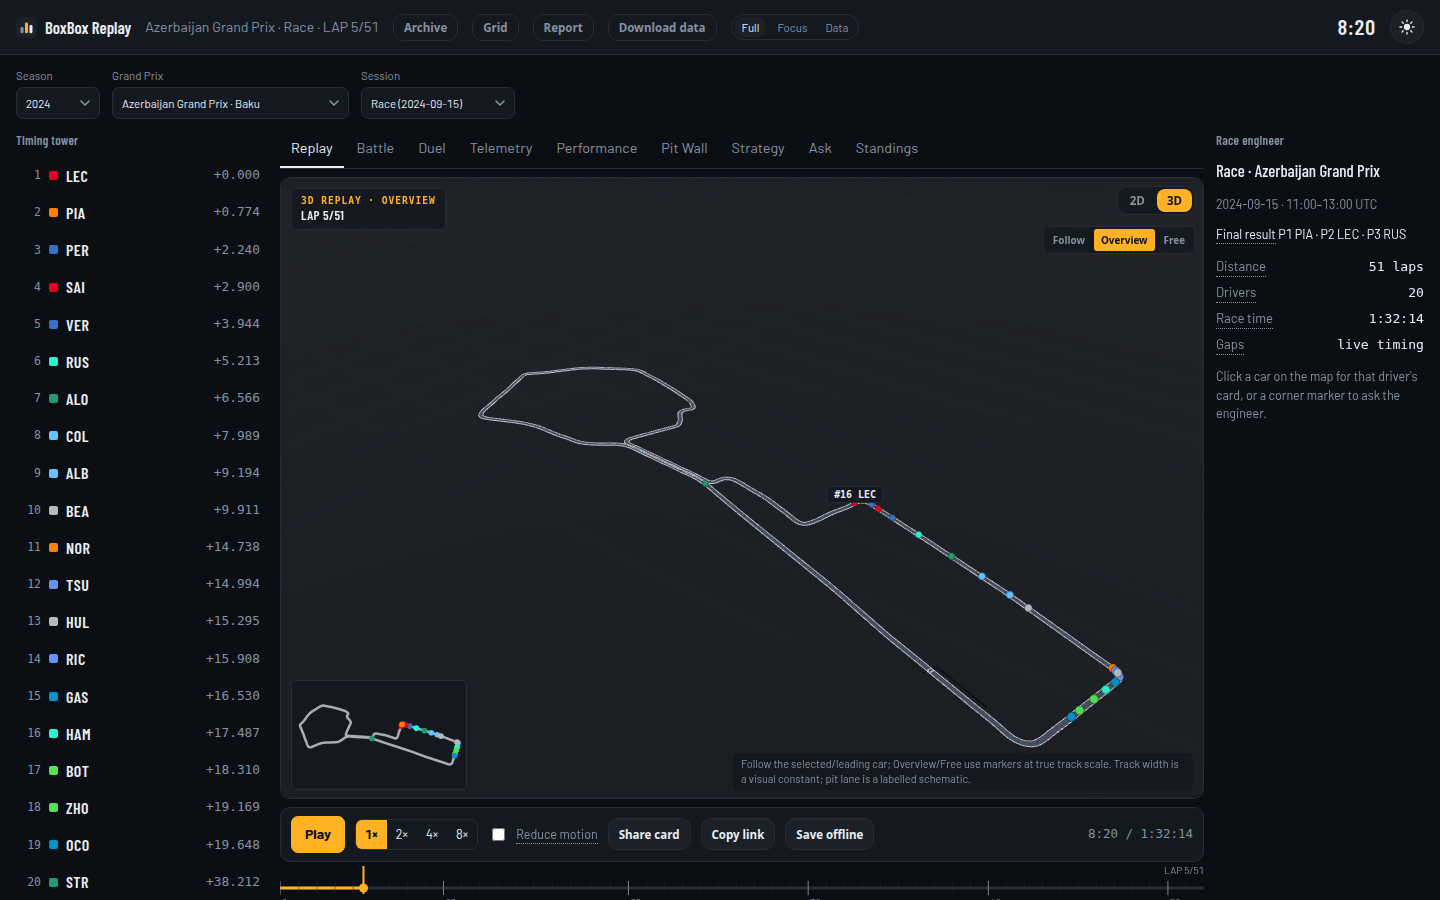 BoxBox Replay
Azerbaijan Grand Prix · Race · LAP 5/51
Archive
Grid
Report
Download data
Full
Focus
Data
8:20
Season
Grand Prix
Session
2024
Azerbaijan Grand Prix · Baku
Race (2024-09-15)
Timing tower
1 LEC +0.000
2 PIA +0.774
3 PER +2.240
4 SAI +2.900
5 VER +3.944
6 RUS +5.213
7 ALO +6.566
8 COL +7.989
9 ALB +9.194
10 BEA +9.911
11 NOR +14.738
12 TSU +14.994
13 HUL +15.295
14 RIC +15.908
15 GAS +16.530
16 HAM +17.487
17 BOT +18.310
18 ZHO +19.169
19 OCO +19.648
20 STR +38.212
Replay
Battle
Duel
Telemetry
Performance
Pit Wall
Strategy
Ask
Standings
3D REPLAY · OVERVIEW
LAP 5/51
2D
3D
Follow
Overview
Free
#16 LEC
Follow the selected/leading car; Overview/Free use markers at true track scale. Track width is
a visual constant; pit lane is a labelled schematic.
Play
1×
2×
4×
8×
Reduce motion
Share card
Copy link
Save offline
8:20 / 1:32:14
LAP 5/51
Race engineer
Race · Azerbaijan Grand Prix
2024-09-15 · 11:00–13:00 UTC
Final result P1 PIA · P2 LEC · P3 RUS
Distance 51 laps
Drivers 20
Race time 1:32:14
Gaps live timing
Click a car on the map for that driver's
card, or a corner marker to ask the
engineer.